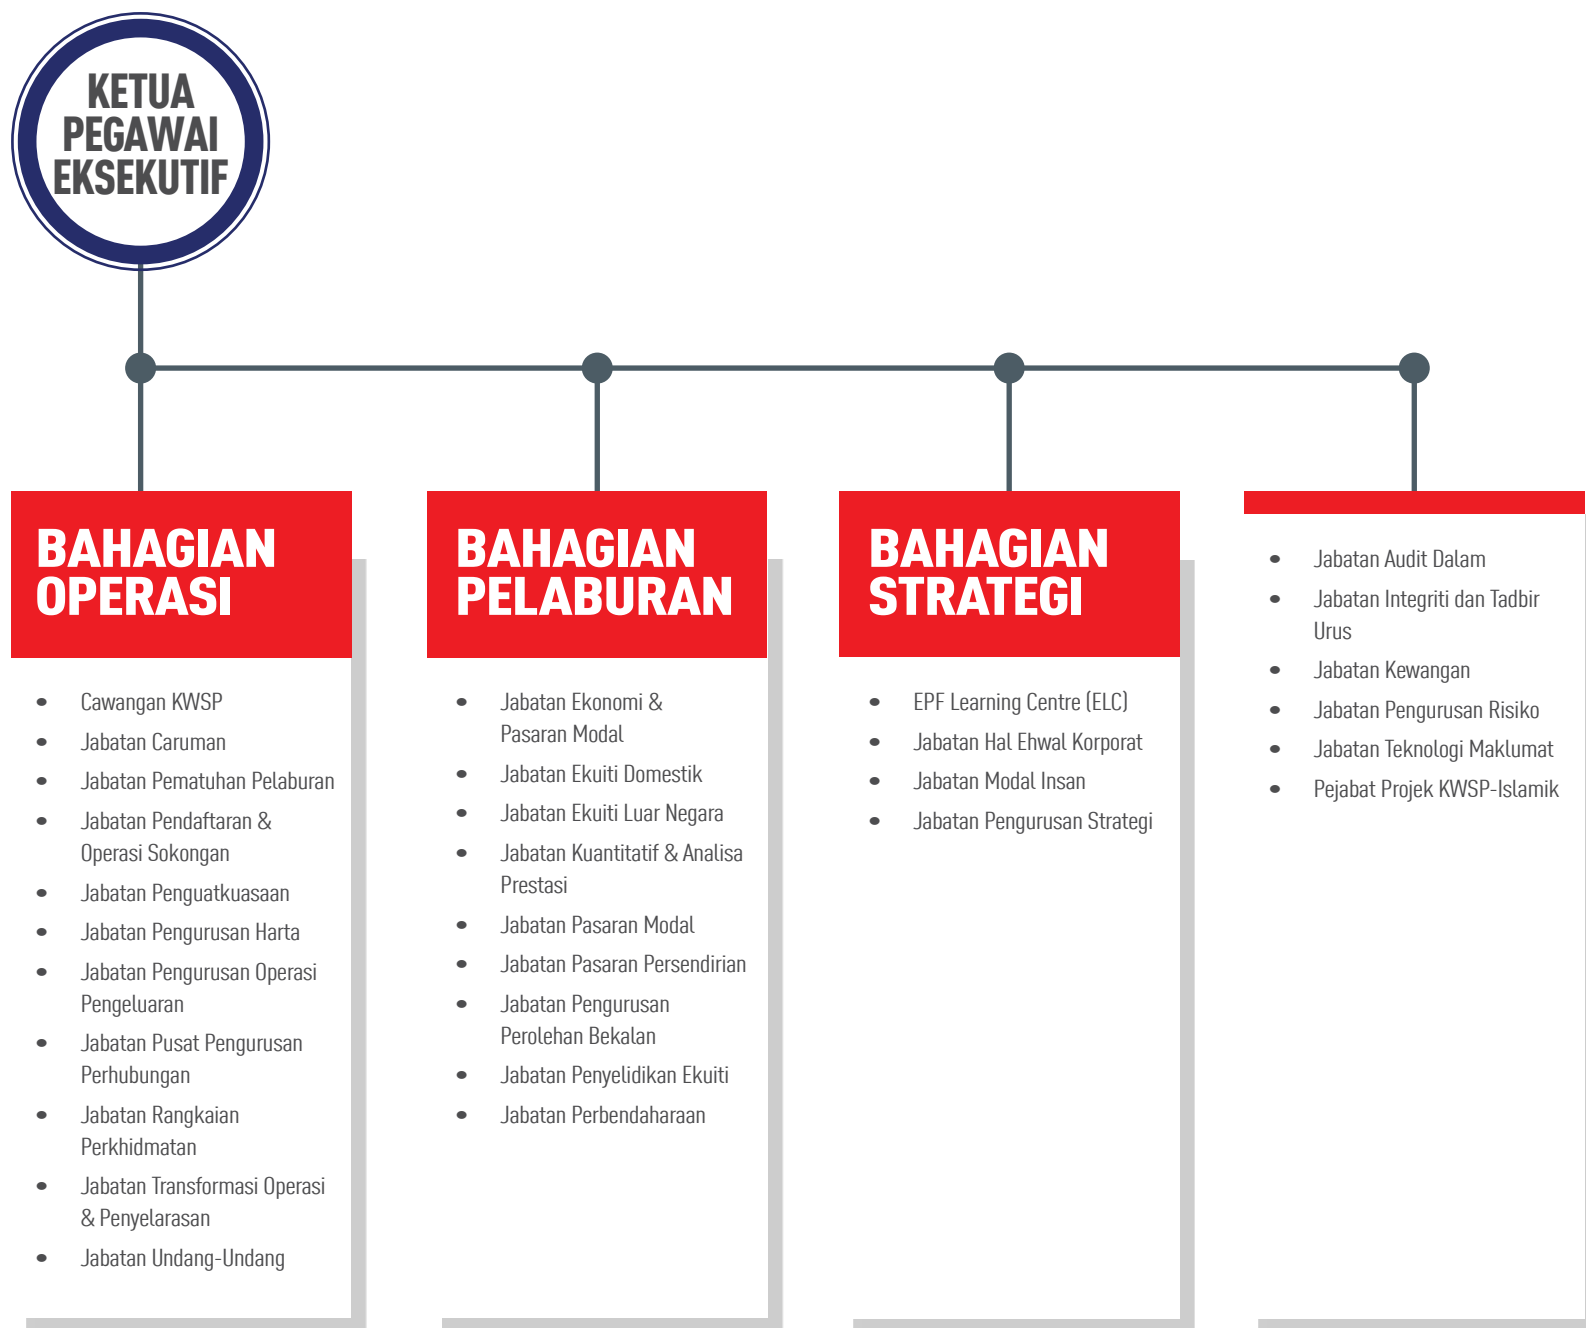 KETUA
PEGAWAI
EKSEKUTIF
BAHAGIAN
OPERASI
• Cawangan KWSP
• Jabatan Caruman
• Jabatan Pematuhan Pelaburan
• Jabatan Pendaftaran &
Operasi Sokongan
• Jabatan Penguatkuasaan
• Jabatan Pengurusan Harta
• Jabatan Pengurusan Operasi
Pengeluaran
• Jabatan Pusat Pengurusan
Perhubungan
• Jabatan Rangkaian
Perkhidmatan
• Jabatan Transformasi Operasi
& Penyelarasan
• Jabatan Undang-Undang
BAHAGIAN
PELABURAN
• Jabatan Ekonomi &
Pasaran Modal
• Jabatan Ekuiti Domestik
• Jabatan Ekuiti Luar Negara
• Jabatan Kuantitatif & Analisa
Prestasi
• Jabatan Pasaran Modal
• Jabatan Pasaran Persendirian
• Jabatan Pengurusan
Perolehan Bekalan
• Jabatan Penyelidikan Ekuiti
• Jabatan Perbendaharaan
BAHAGIAN
STRATEGI
• EPF Learning Centre (ELC)
• Jabatan Hal Ehwal Korporat
• Jabatan Modal Insan
• Jabatan Pengurusan Strategi
• Jabatan Audit Dalam
• Jabatan Integriti dan Tadbir
Urus
• Jabatan Kewangan
• Jabatan Pengurusan Risiko
• Jabatan Teknologi Maklumat
• Pejabat Projek KWSP-Islamik